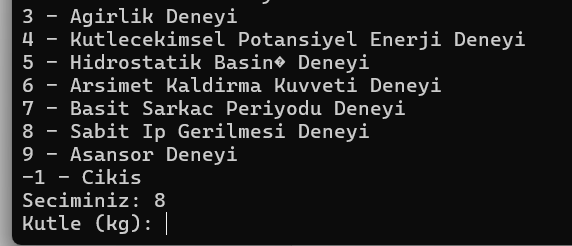 3 - Agirlik Deneyi
4 - Kutlecekimsel Potansiyel Enerji Deneyi
5 - Hidrostatik Basin� Deneyi
6 - Arsimet Kaldirma Kuvveti Deneyi
7 - Basit Sarkac Periyodu Deneyi
8 - Sabit Ip Gerilmesi Deneyi
9 - Asansor Deneyi
-1 - Cikis
Seciminiz: 8
Kutle (kg):